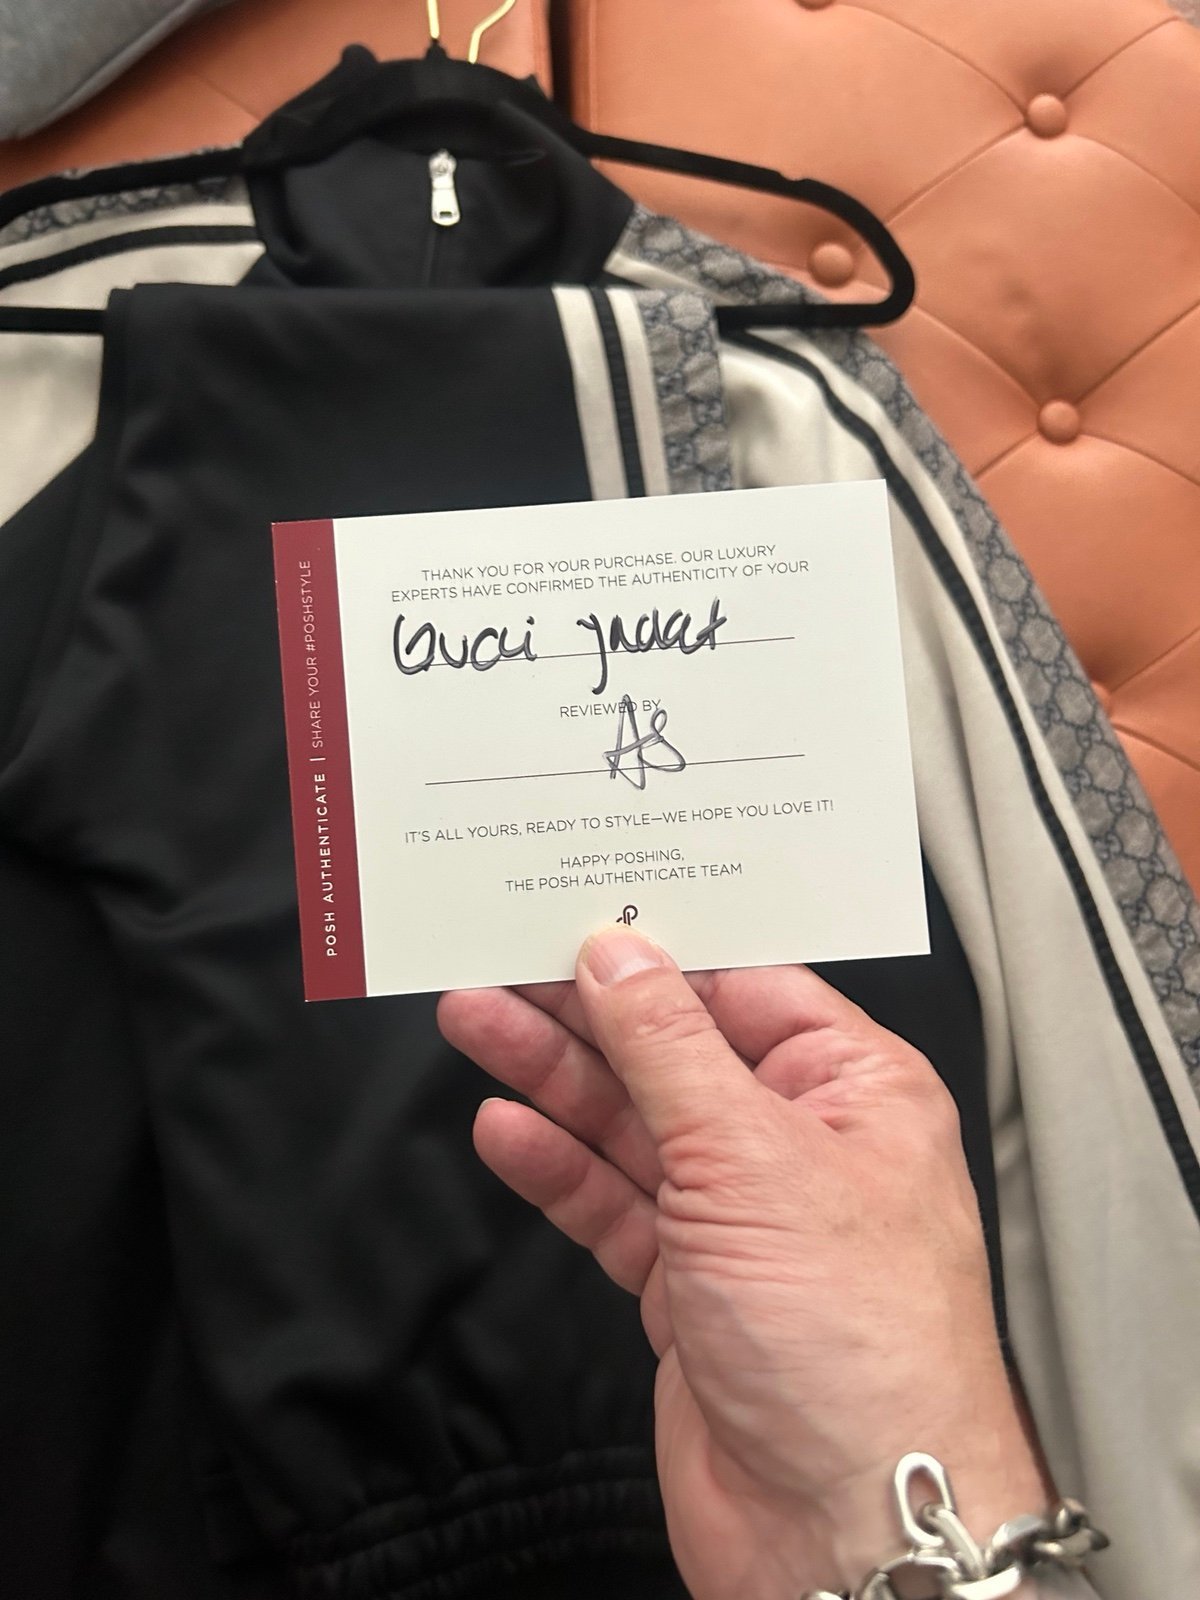 THANK YOU FOR YOUR PURCHASE. OUR LUXURY
EXPERTS HAVE CONFIRMED THE AUTHENTICITY OF YOUR
Gucci
REVIEWED BY
AS
IT'S ALL YOURS, READY TO STYLE—WE HOPE YOU LOVE IT!
HAPPY POSHING,
THE POSH AUTHENTICATE TEAM
POSH AUTHENTICATE | SHARE YOUR #POSHSTYLE